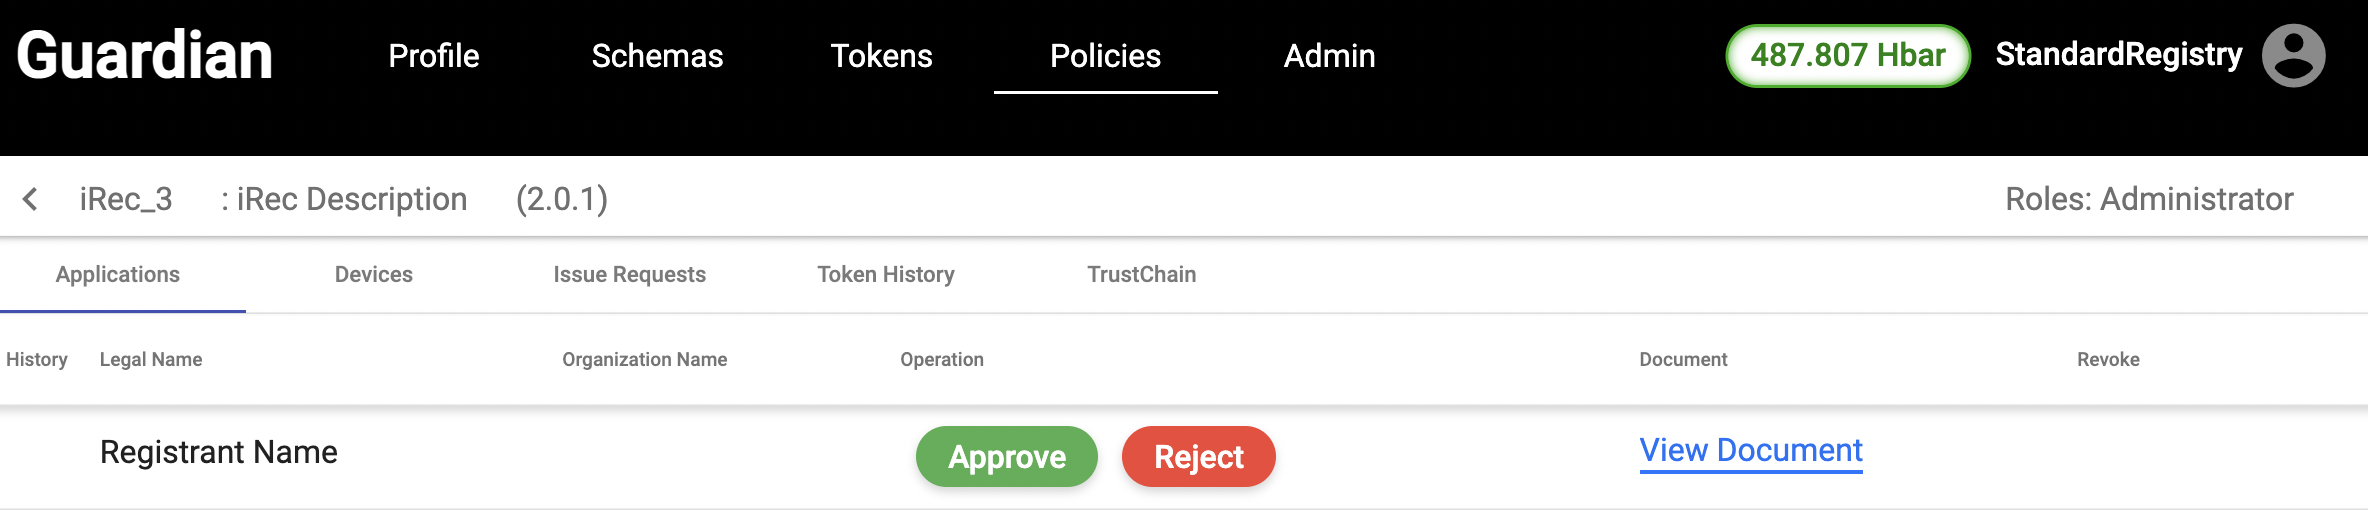 Guardian Profile Schemas Tokens Policies Admin 487.807 Hbar StandardRegistry
iRec_3 : iRec Description (2.0.1) Roles: Administrator
Applications Devices Issue Requests Token History TrustChain
History Legal Name Organization Name Operation Document Revoke
Registrant Name Approve Reject View Document